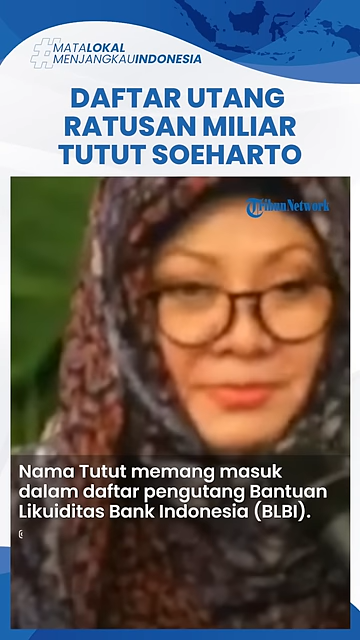 #MATALOKAL
MENJANGKAUINDONESIA
DAFTAR UTANG
RATUSAN MILIAR
TUTUT SOEHARTO
TribunNetwork
Nama Tutut memang masuk
dalam daftar pengutang Bantuan
Likuiditas Bank Indonesia (BLBI).